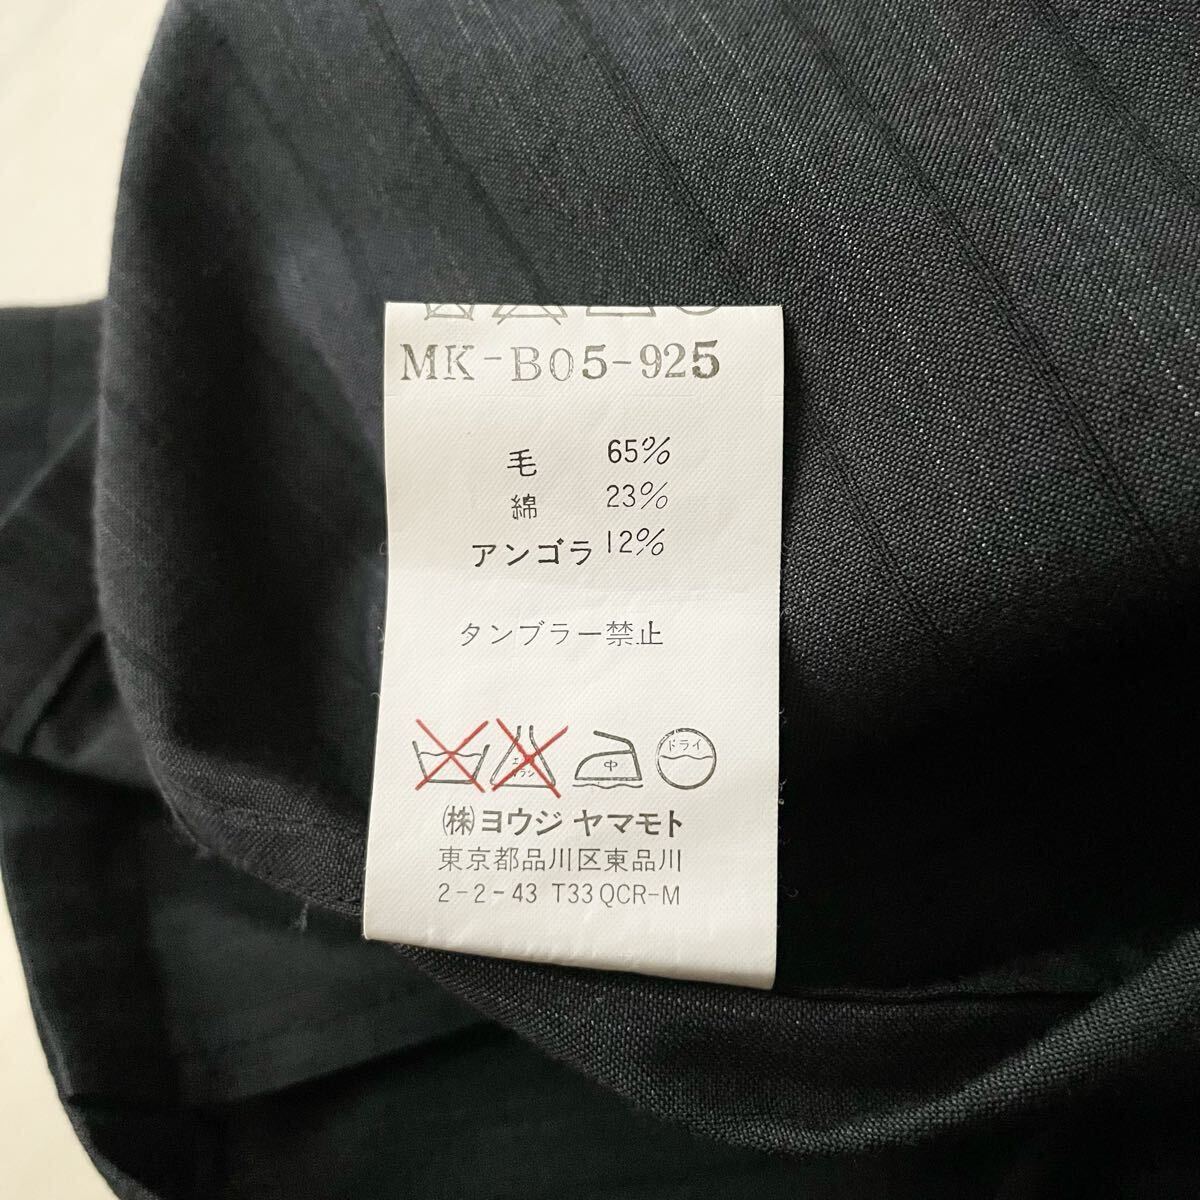 MK-B05-925
毛 65%
綿 23%
アンゴラ 12%
タンブラー禁止
中
ドライ
㈱ヨウジ ヤマモト
東京都品川区東品川
2-2-43 T33QCR-M